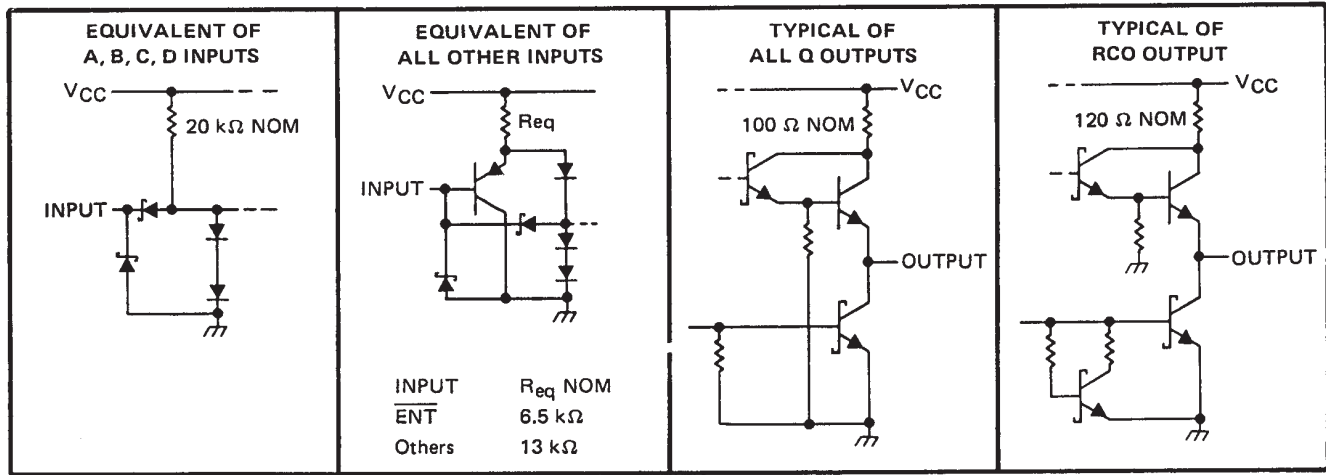 EQUIVALENT OF
A, B, C, D INPUTS
VCC
20 kΩ NOM
INPUT
EQUIVALENT OF
ALL OTHER INPUTS
VCC
Req
INPUT
INPUT Req NOM
ENT 6.5 kΩ
Others 13 kΩ
TYPICAL OF
ALL Q OUTPUTS
VCC
100 Ω NOM
OUTPUT
TYPICAL OF
RCO OUTPUT
VCC
120 Ω NOM
OUTPUT